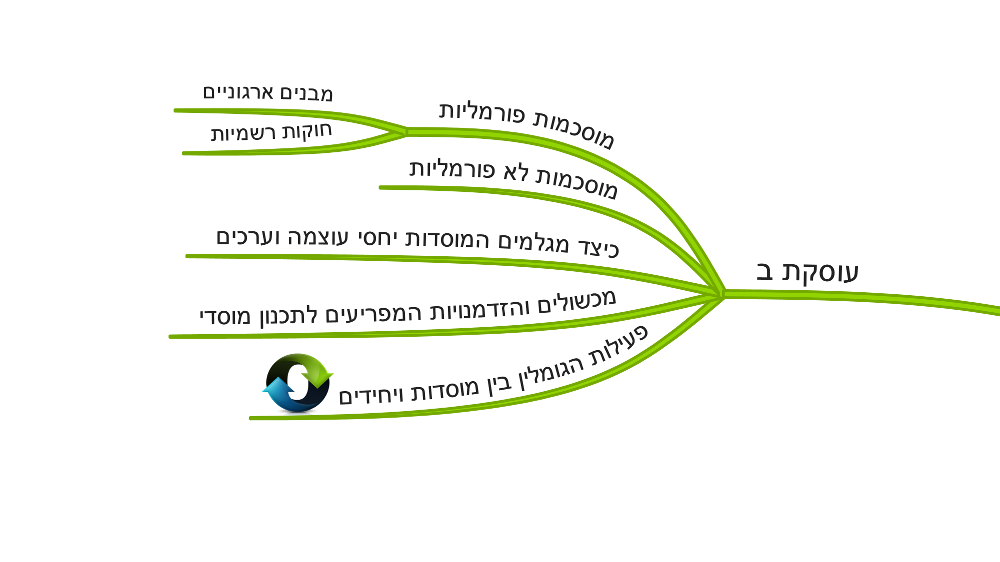 עוסקת ב
מוסכמות פורמליות
מבנים ארגוניים
חוקות רשמיות
מוסכמות לא פורמליות
כיצד מגלמים המוסדות יחסי עוצמה וערכים
מכשולים והזדמנויות המפריעים לתכנון מוסדי
פעילות הגומלין בין מוסדות ויחידים